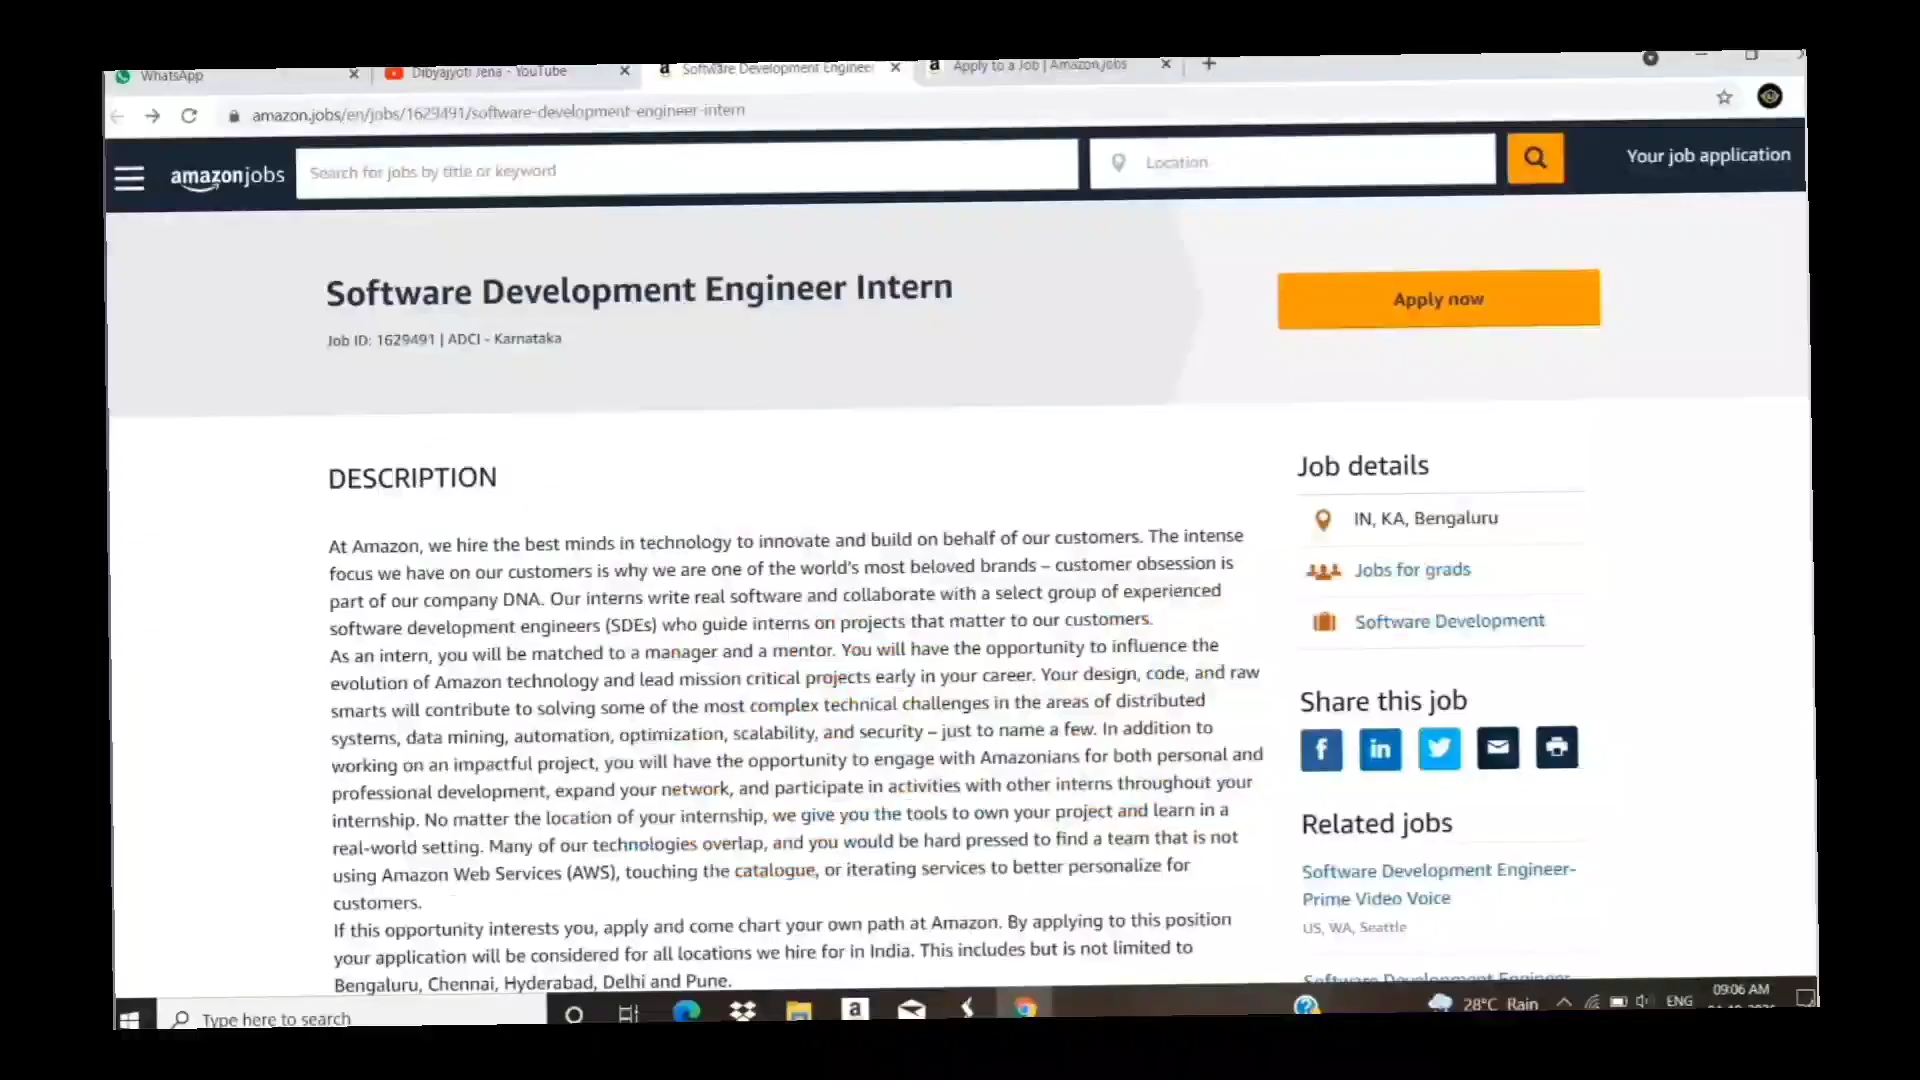 WhatsApp
Dibyajyoti Jena - YouTube
Software Development Engineer
Apply to a Job | Amazon.jobs
amazon.jobs/en/jobs/1629491/software-development-engineer-intern
amazonjobs
Search for jobs by title or keyword
Location
Your job application
Software Development Engineer Intern
Job ID: 1629491 | ADCI - Karnataka
Apply now
DESCRIPTION
At Amazon, we hire the best minds in technology to innovate and build on behalf of our customers. The intense
focus we have on our customers is why we are one of the world's most beloved brands – customer obsession is
part of our company DNA. Our interns write real software and collaborate with a select group of experienced
software development engineers (SDEs) who guide interns on projects that matter to our customers.
As an intern, you will be matched to a manager and a mentor. You will have the opportunity to influence the
evolution of Amazon technology and lead mission critical projects early in your career. Your design, code, and raw
smarts will contribute to solving some of the most complex technical challenges in the areas of distributed
systems, data mining, automation, optimization, scalability, and security – just to name a few. In addition to
working on an impactful project, you will have the opportunity to engage with Amazonians for both personal and
professional development, expand your network, and participate in activities with other interns throughout your
internship. No matter the location of your internship, we give you the tools to own your project and learn in a
real-world setting. Many of our technologies overlap, and you would be hard pressed to find a team that is not
using Amazon Web Services (AWS), touching the catalogue, or iterating services to better personalize for
customers.
If this opportunity interests you, apply and come chart your own path at Amazon. By applying to this position
your application will be considered for all locations we hire for in India. This includes but is not limited to
Bengaluru, Chennai, Hyderabad, Delhi and Pune.
Job details
IN, KA, Bengaluru
Jobs for grads
Software Development
Share this job
Related jobs
Software Development Engineer-
Prime Video Voice
US, WA, Seattle
Software Development Engineer
Type here to search
28°C Rain
ENG
09:06 AM